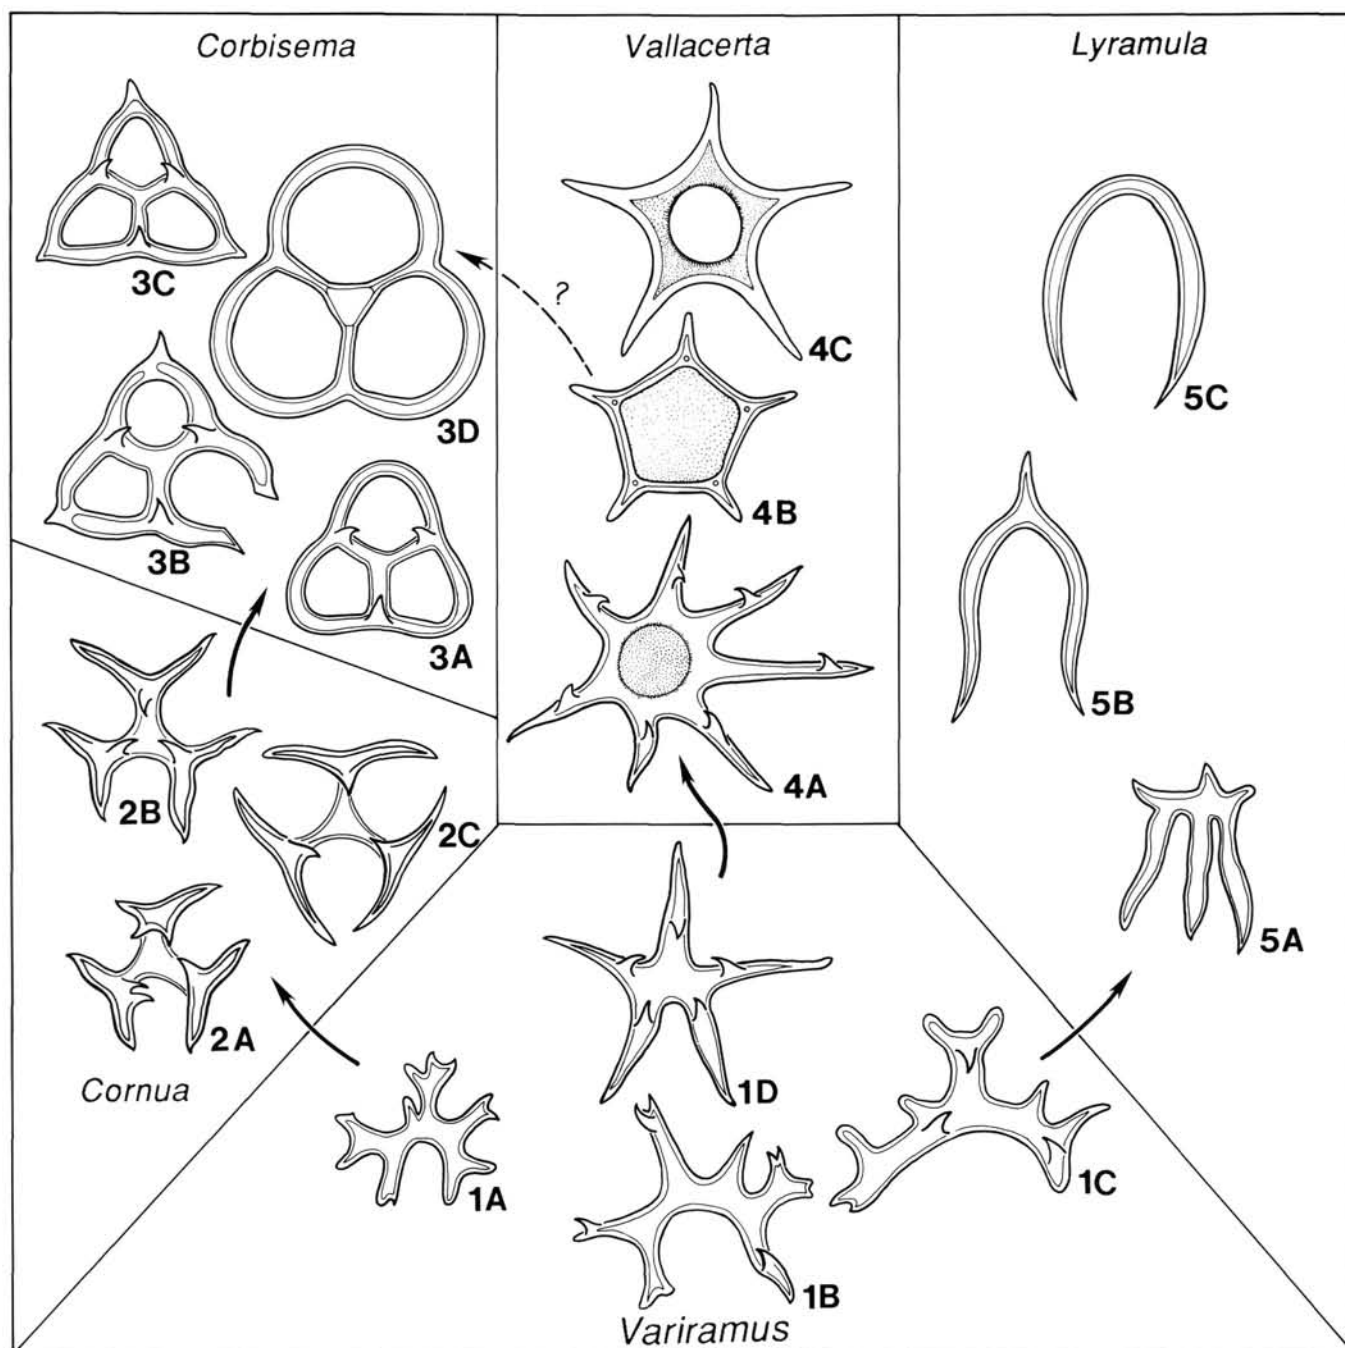 Corbisema
Vallacerta
Lyramula
3C
3D
4C
?
5C
3B
3A
4B
5B
2B
2C
4A
5A
2A
Cornua
1A
1D
1C
1B
Variramus